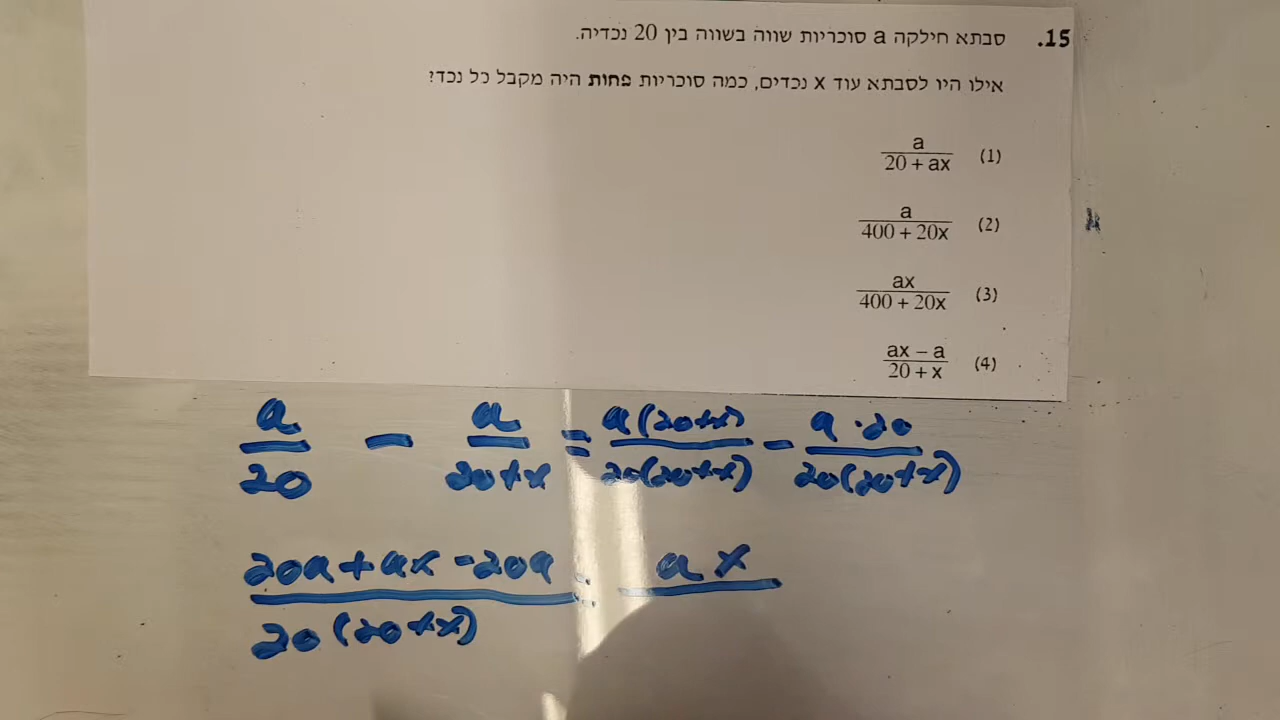 15. סבתא חילקה a סוכריות שווה בשווה בין 20 נכדיה.
אילו היו לסבתא עוד x נכדים, כמה סוכריות פחות היה מקבל כל נכד?
(1) a / (20 + ax)
(2) a / (400 + 20x)
(3) ax / (400 + 20x)
(4) (ax − a) / (20 + x)
a/20 − a/(20+x) = a(20+x)/20(20+x) − a·20/20(20+x)
(20a+ax−20a)/20(20+x) = ax/